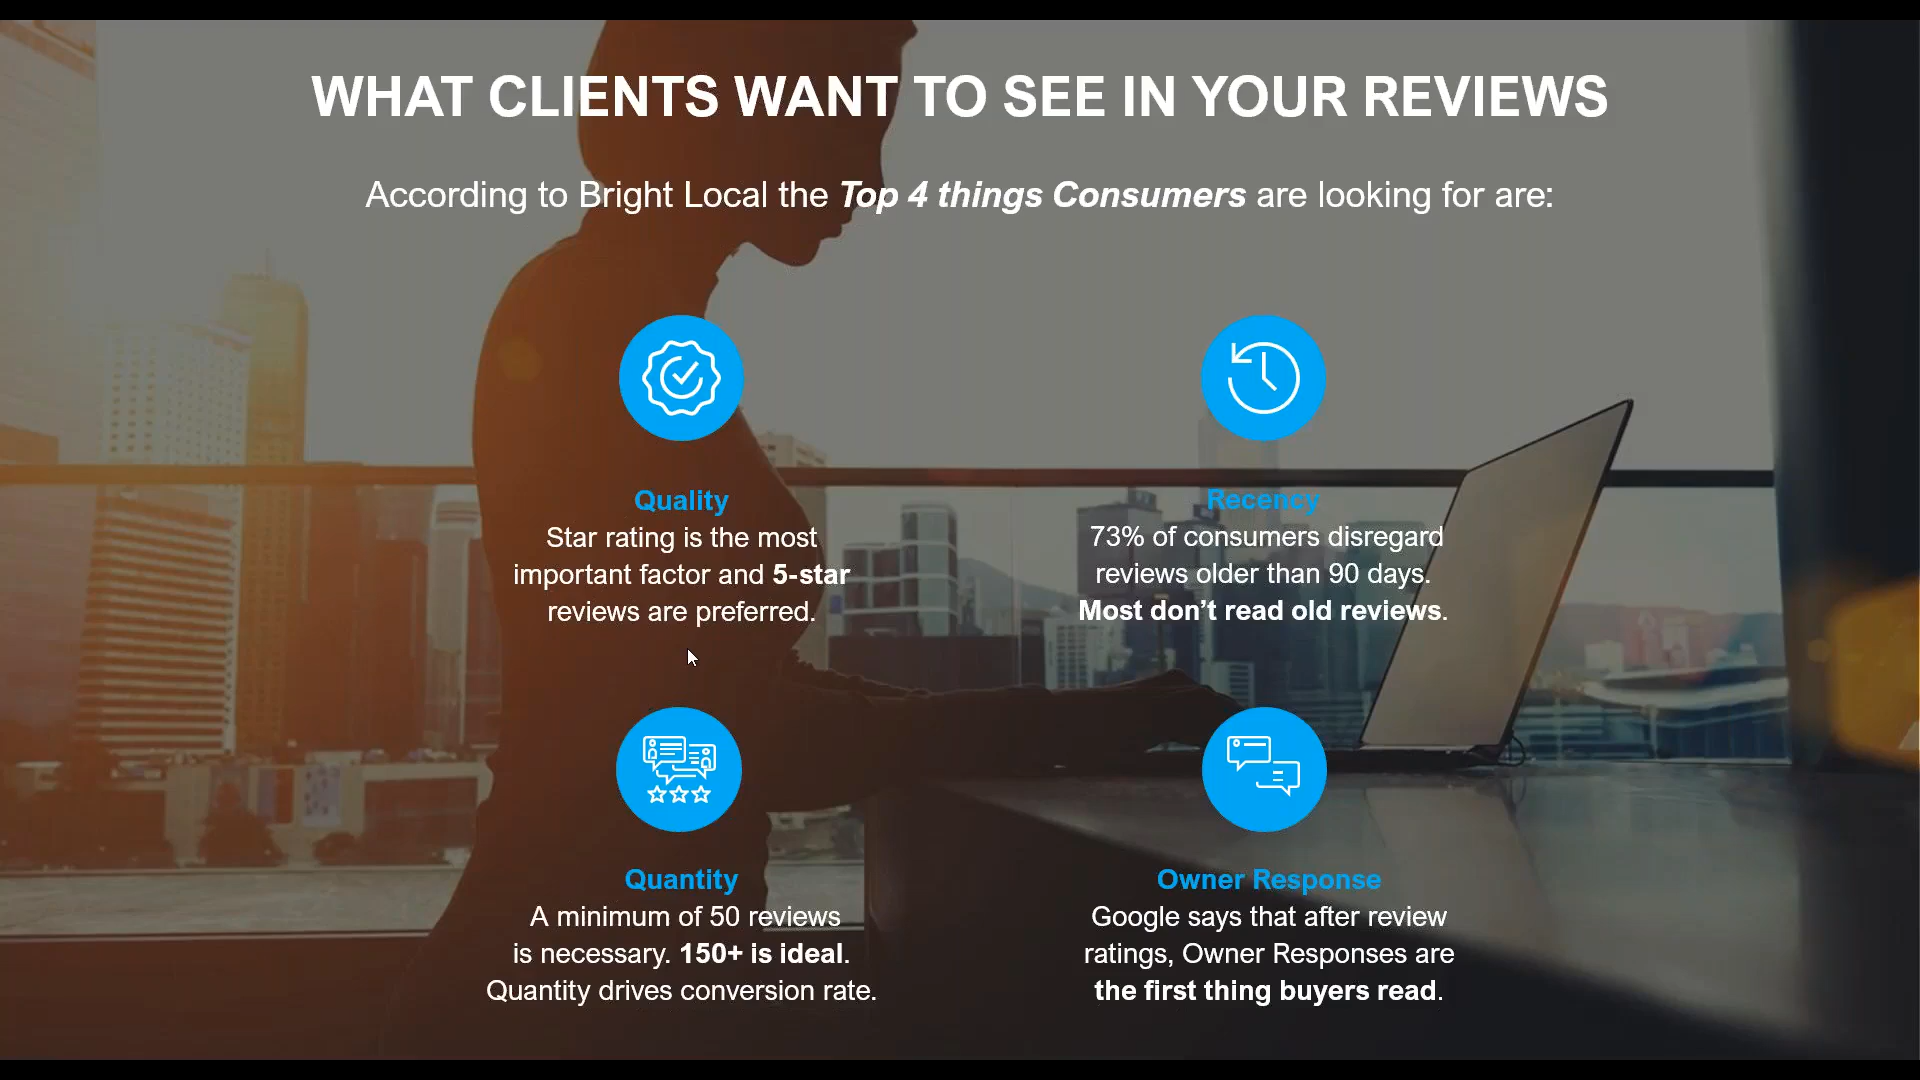 WHAT CLIENTS WANT TO SEE IN YOUR REVIEWS
According to Bright Local the Top 4 things Consumers are looking for are:
Quality
Star rating is the most
important factor and 5-star
reviews are preferred.
Recency
73% of consumers disregard
reviews older than 90 days.
Most don’t read old reviews.
Quantity
A minimum of 50 reviews
is necessary. 150+ is ideal.
Quantity drives conversion rate.
Owner Response
Google says that after review
ratings, Owner Responses are
the first thing buyers read.